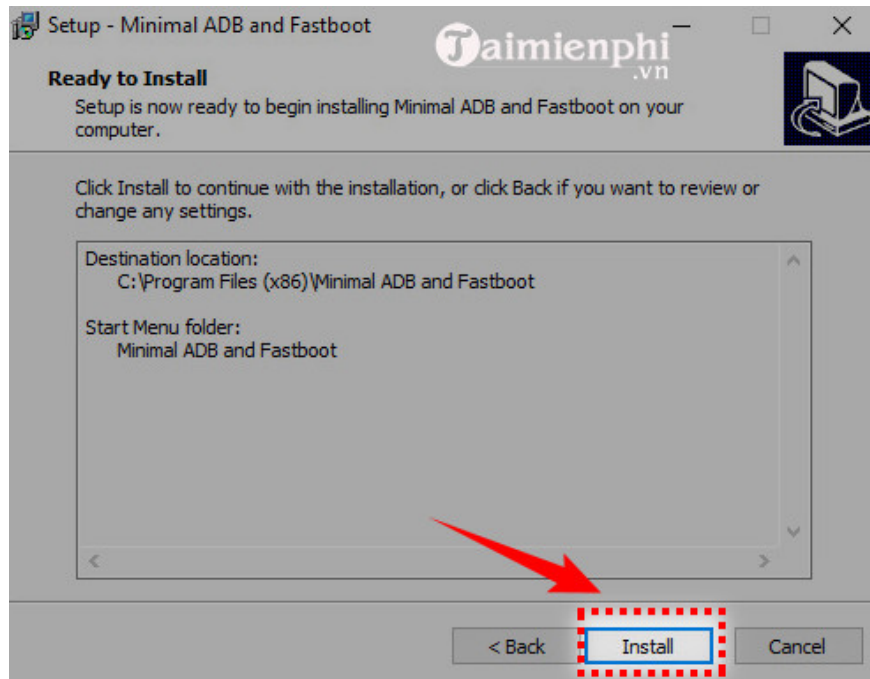 Setup - Minimal ADB and Fastboot
Taimienphi
.vn
Ready to Install
Setup is now ready to begin installing Minimal ADB and Fastboot on your
computer.
Click Install to continue with the installation, or click Back if you want to review or
change any settings.
Destination location:
C:\Program Files (x86)\Minimal ADB and Fastboot
Start Menu folder:
Minimal ADB and Fastboot
< Back Install Cancel